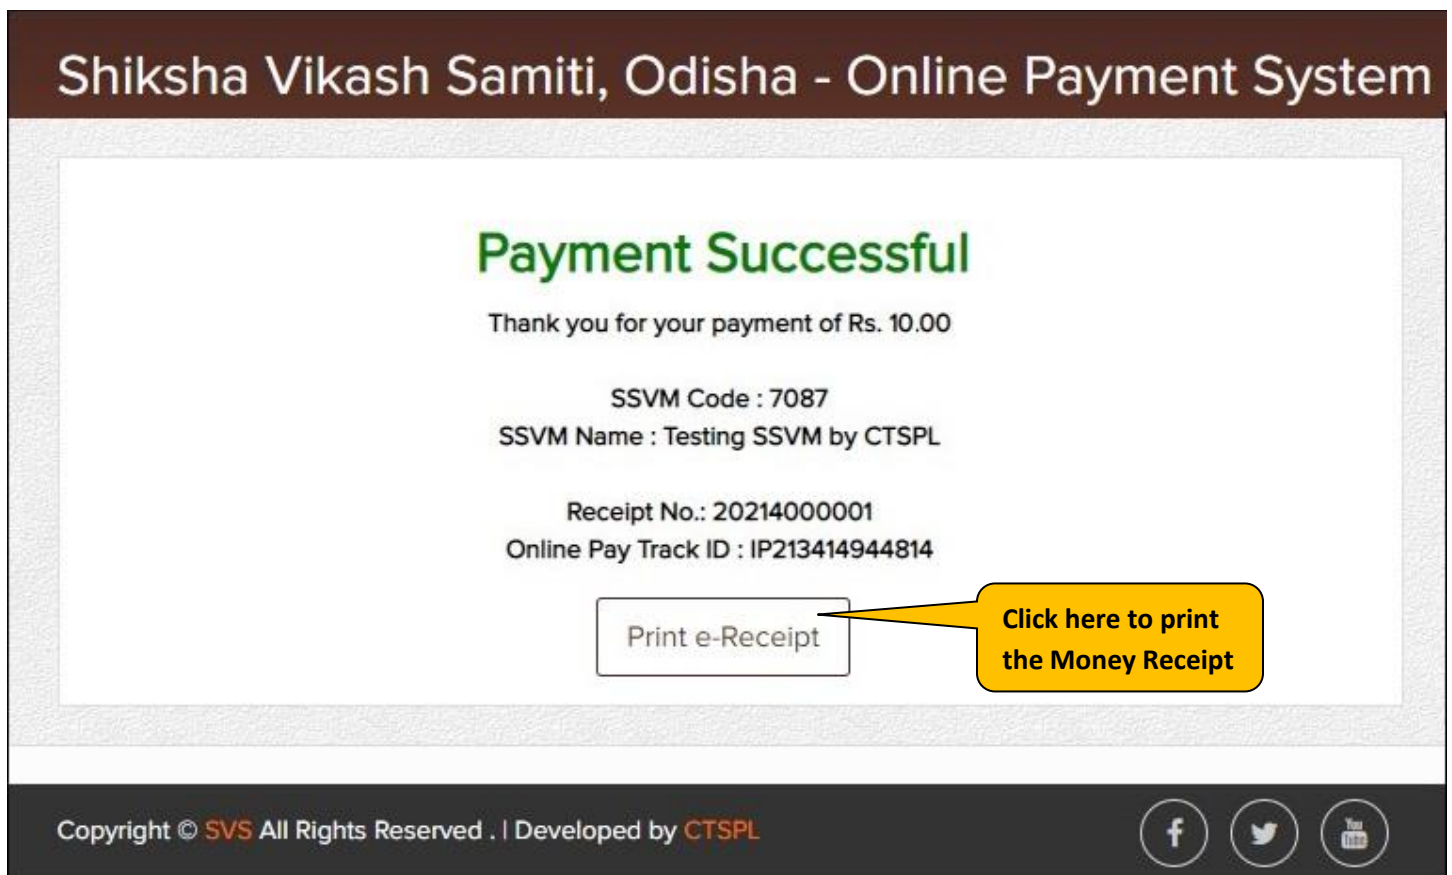 Shiksha Vikash Samiti, Odisha - Online Payment System
Payment Successful
Thank you for your payment of Rs. 10.00
SSVM Code : 7087
SSVM Name : Testing SSVM by CTSPL
Receipt No.: 20214000001
Online Pay Track ID : IP213414944814
Print e-Receipt
Click here to print
the Money Receipt
Copyright © SVS All Rights Reserved . | Developed by CTSPL
f
You
Tube